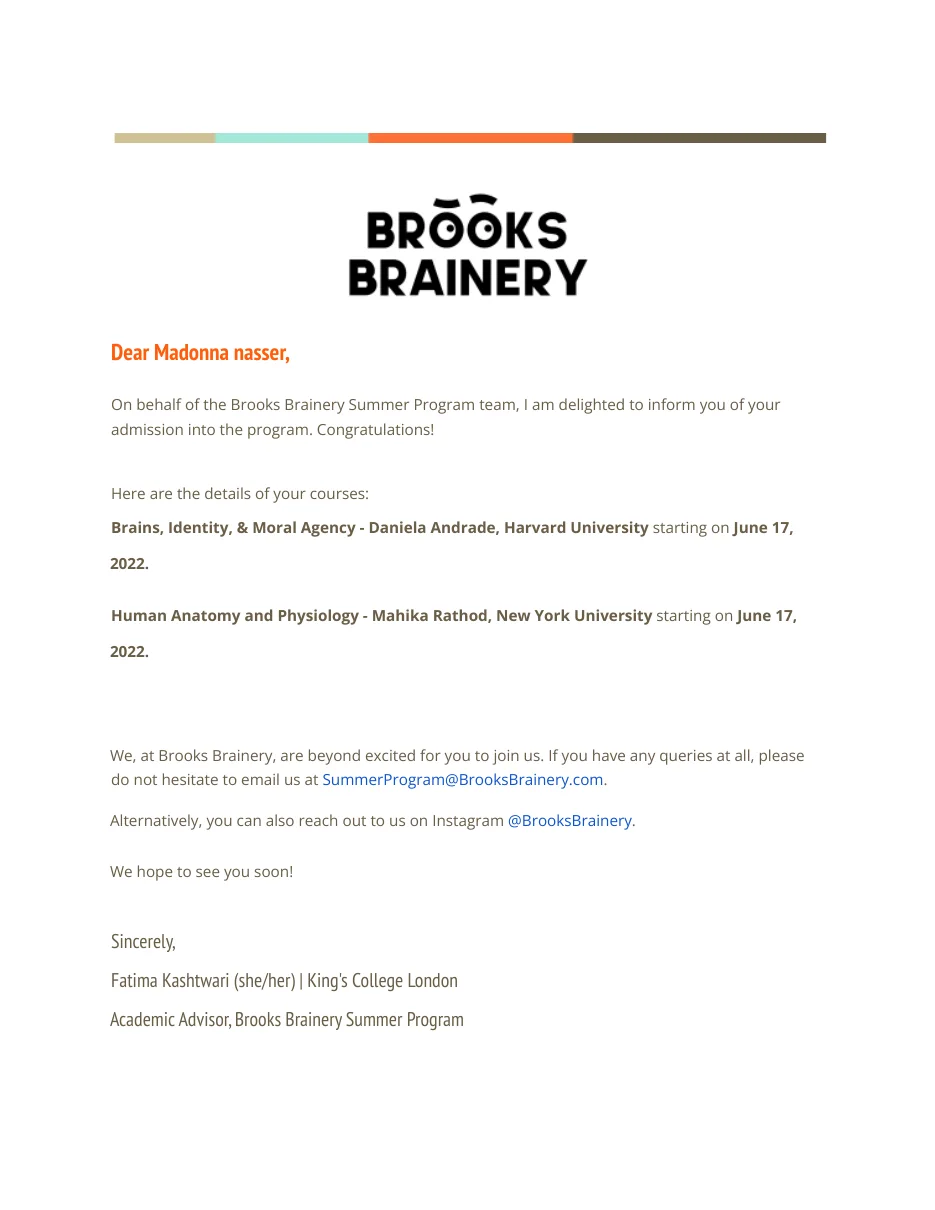 BROOKS
BRAINERY
Dear Madonna nasser,
On behalf of the Brooks Brainery Summer Program team, I am delighted to inform you of your
admission into the program. Congratulations!
Here are the details of your courses:
Brains, Identity, & Moral Agency - Daniela Andrade, Harvard University starting on June 17,
2022.
Human Anatomy and Physiology - Mahika Rathod, New York University starting on June 17,
2022.
We, at Brooks Brainery, are beyond excited for you to join us. If you have any queries at all, please
do not hesitate to email us at SummerProgram@BrooksBrainery.com.
Alternatively, you can also reach out to us on Instagram @BrooksBrainery.
We hope to see you soon!
Sincerely,
Fatima Kashtwari (she/her) | King's College London
Academic Advisor, Brooks Brainery Summer Program